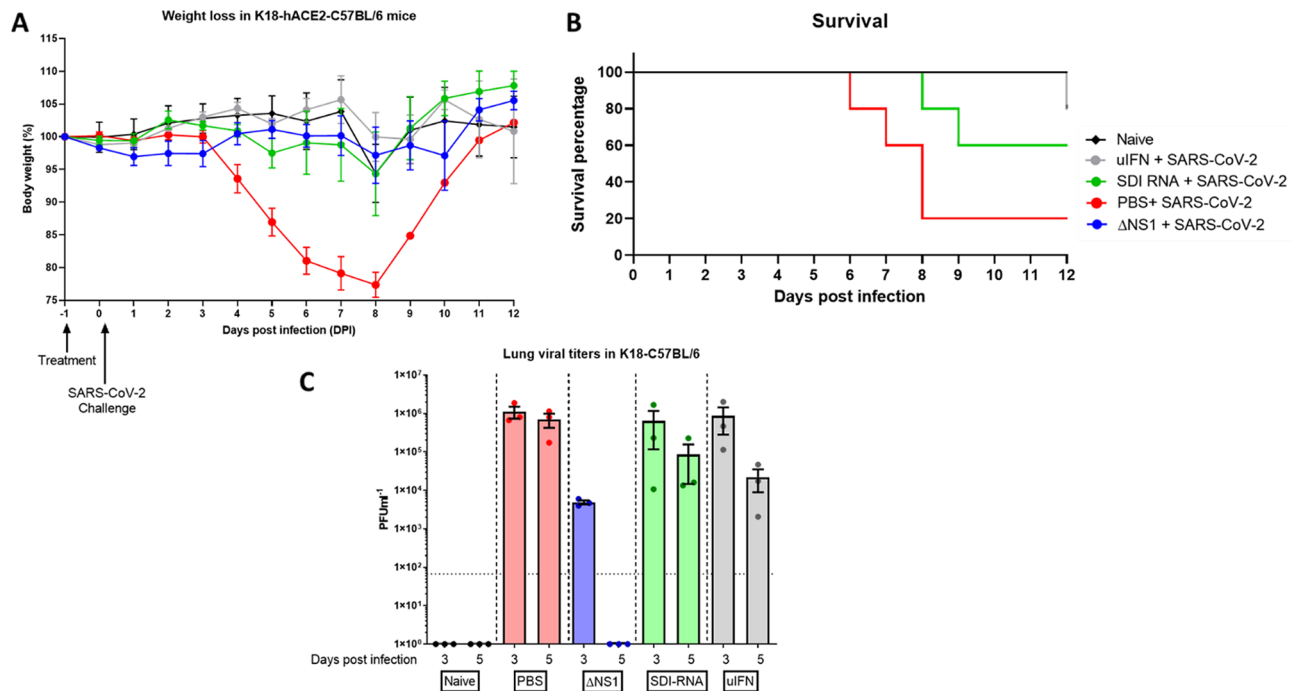 A
Weight loss in K18-hACE2-C57BL/6 mice
Body weight (%)
115
110
105
100
95
90
85
80
75
-1 0 1 2 3 4 5 6 7 8 9 10 11 12
Days post infection (DPI)
Treatment
SARS-CoV-2
Challenge
B
Survival
Survival percentage
100
80
60
40
20
0
0 1 2 3 4 5 6 7 8 9 10 11 12
Days post infection
Naive
uIFN + SARS-CoV-2
SDI RNA + SARS-CoV-2
PBS+ SARS-CoV-2
ΔNS1 + SARS-CoV-2
C
Lung viral titers in K18-C57BL/6
PFUml⁻¹
1×10⁷
1×10⁶
1×10⁵
1×10⁴
1×10³
1×10²
1×10¹
1×10⁰
Days post infection 3 5 3 5 3 5 3 5 3 5
Naive PBS ΔNS1 SDI-RNA uIFN